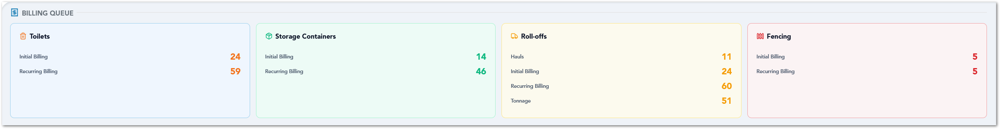 BILLING QUEUE
Toilets
Initial Billing 24
Recurring Billing 59
Storage Containers
Initial Billing 14
Recurring Billing 46
Roll-offs
Hauls 11
Initial Billing 24
Recurring Billing 60
Tonnage 51
Fencing
Initial Billing 5
Recurring Billing 5